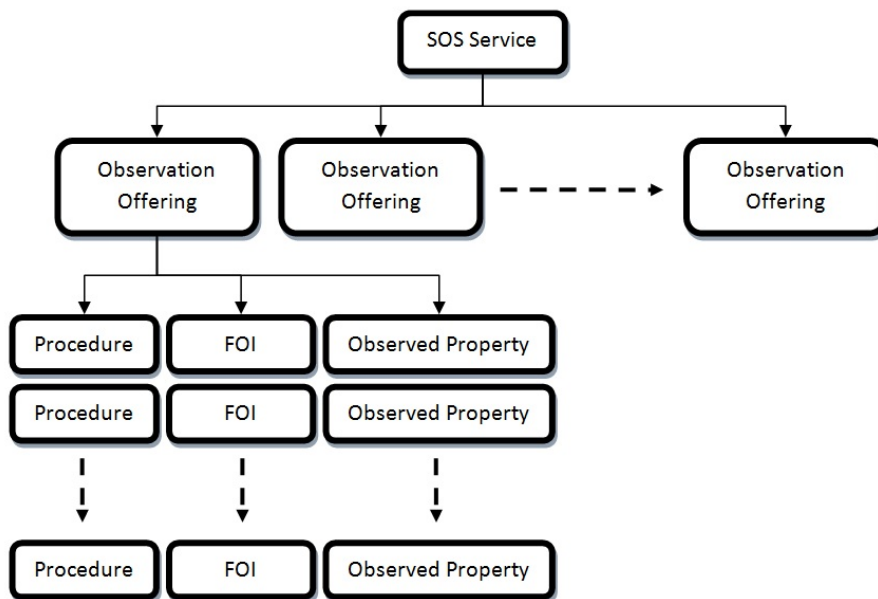 SOS Service
Observation
Offering
Observation
Offering
Observation
Offering
Procedure
FOI
Observed Property
Procedure
FOI
Observed Property
Procedure
FOI
Observed Property